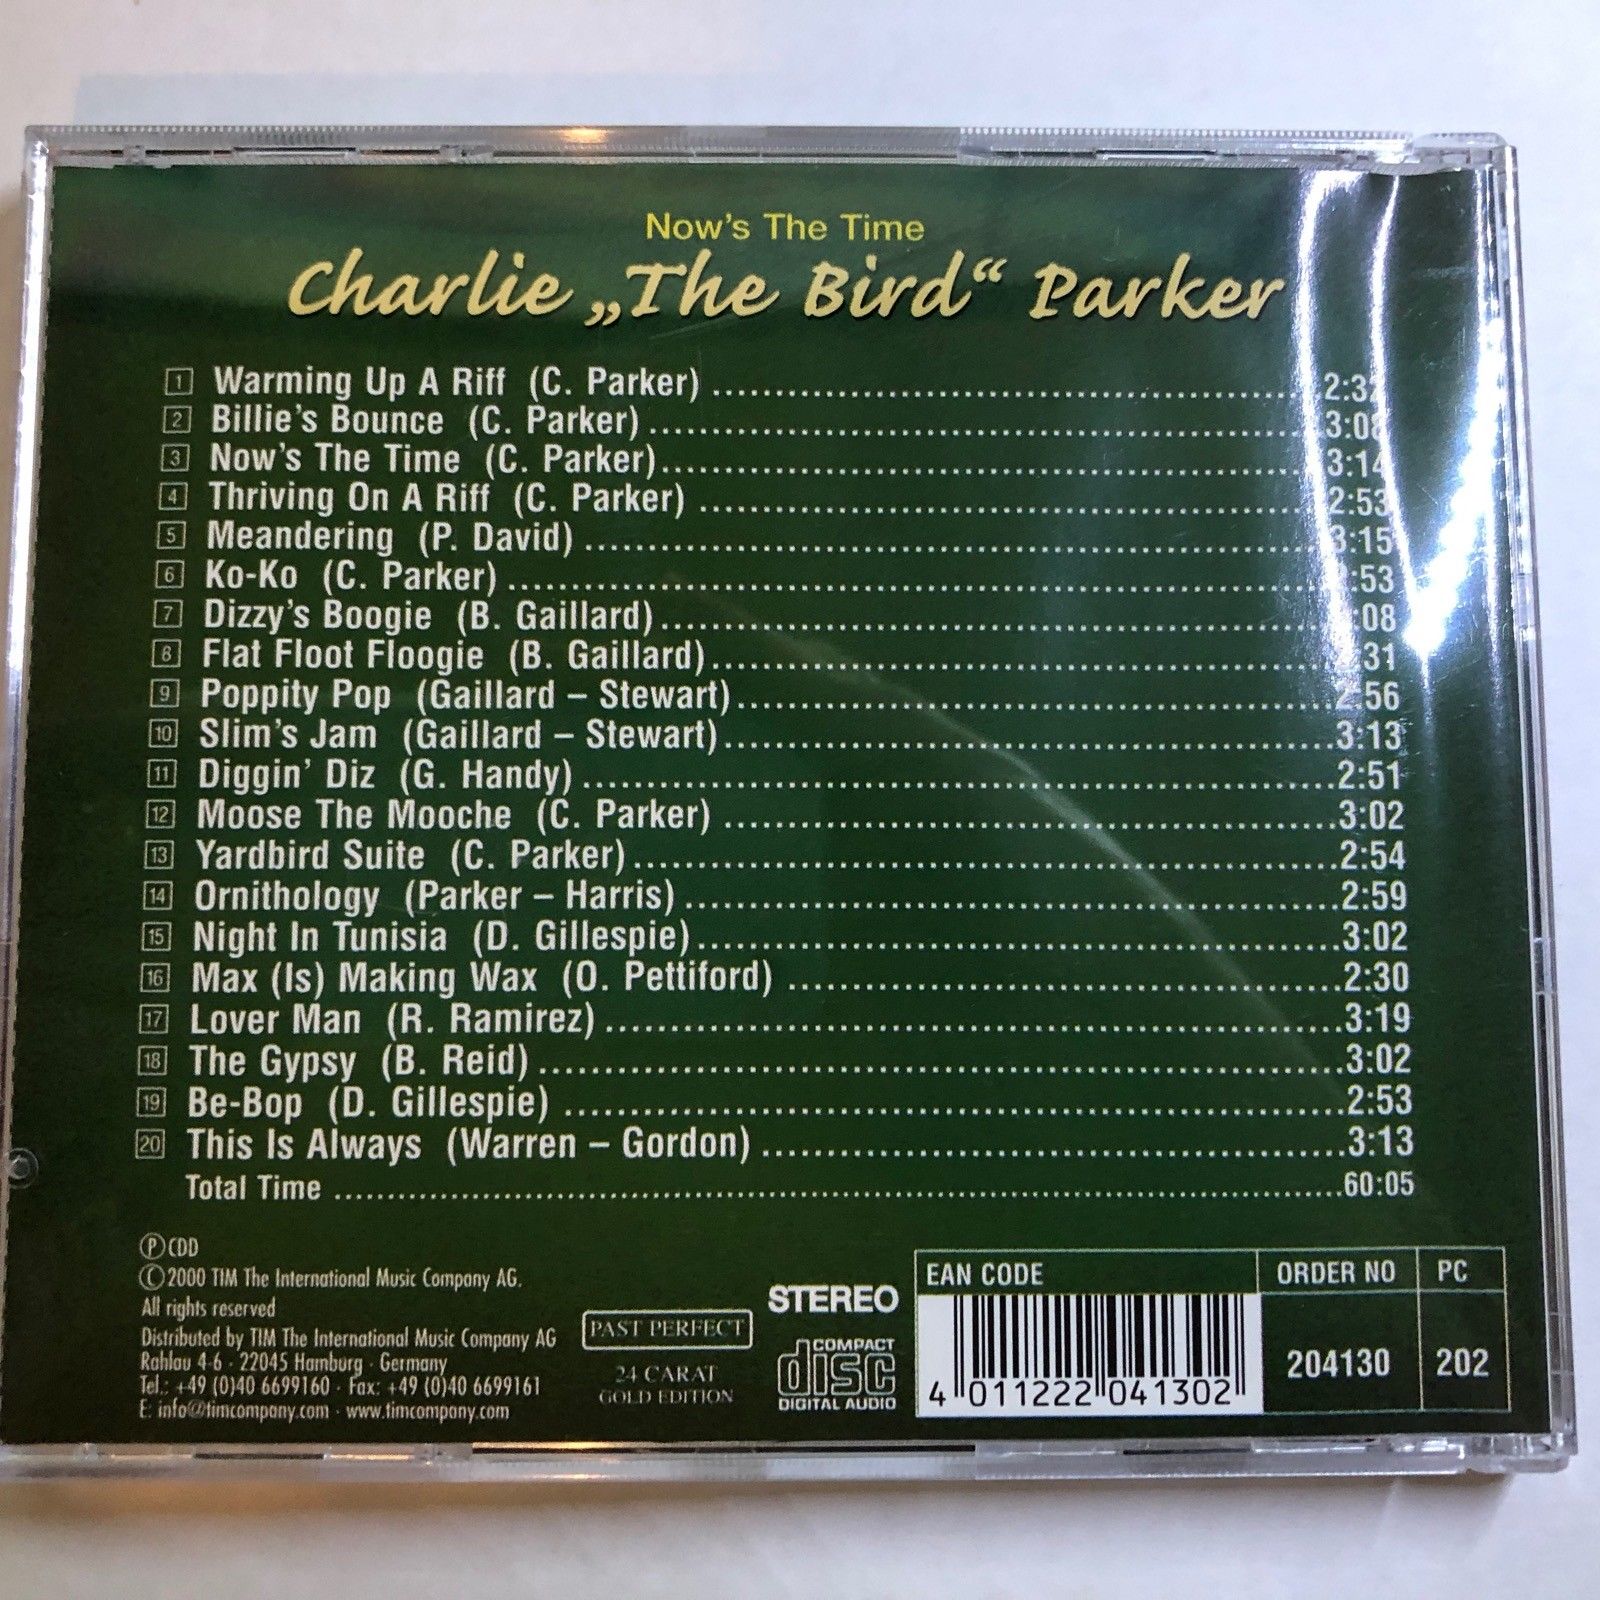 Now's The Time
Charlie „The Bird“ Parker
1 Warming Up A Riff (C. Parker) 2:32
2 Billie's Bounce (C. Parker) 3:08
3 Now's The Time (C. Parker) 3:14
4 Thriving On A Riff (C. Parker) 2:53
5 Meandering (P. David) 3:15
6 Ko-Ko (C. Parker) :53
7 Dizzy's Boogie (B. Gaillard) :08
8 Flat Floot Floogie (B. Gaillard) 31
9 Poppity Pop (Gaillard – Stewart) 2:56
10 Slim's Jam (Gaillard – Stewart) 3:13
11 Diggin' Diz (G. Handy) 2:51
12 Moose The Mooche (C. Parker) 3:02
13 Yardbird Suite (C. Parker) 2:54
14 Ornithology (Parker – Harris) 2:59
15 Night In Tunisia (D. Gillespie) 3:02
16 Max (Is) Making Wax (O. Pettiford) 2:30
17 Lover Man (R. Ramirez) 3:19
18 The Gypsy (B. Reid) 3:02
19 Be-Bop (D. Gillespie) 2:53
20 This Is Always (Warren – Gordon) 3:13
Total Time 60:05
Ⓟ CDD
© 2000 TIM The International Music Company AG.
All rights reserved
Distributed by TIM The International Music Company AG
Rahlau 4-6 · 22045 Hamburg · Germany
Tel.: +49 (0)40 6699160 · Fax: +49 (0)40 6699161
E: info@timcompany.com · www.timcompany.com
PAST PERFECT
24 CARAT
GOLD EDITION
STEREO
COMPACT
disc
DIGITAL AUDIO
EAN CODE
4 011222 041302
ORDER NO
204130
PC
202